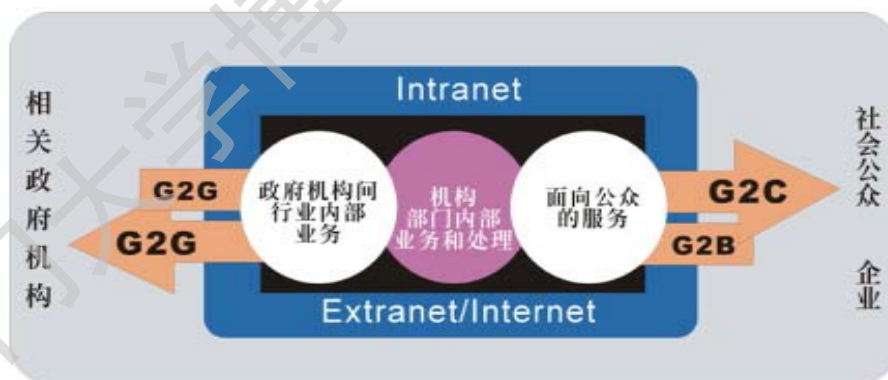 Intranet
相关政府机构
G2G
G2G
政府机构间
行业内部
业务
机构
部门内部
业务和处理
面向公众
的服务
G2C
G2B
社会公众
企业
Extranet/Internet